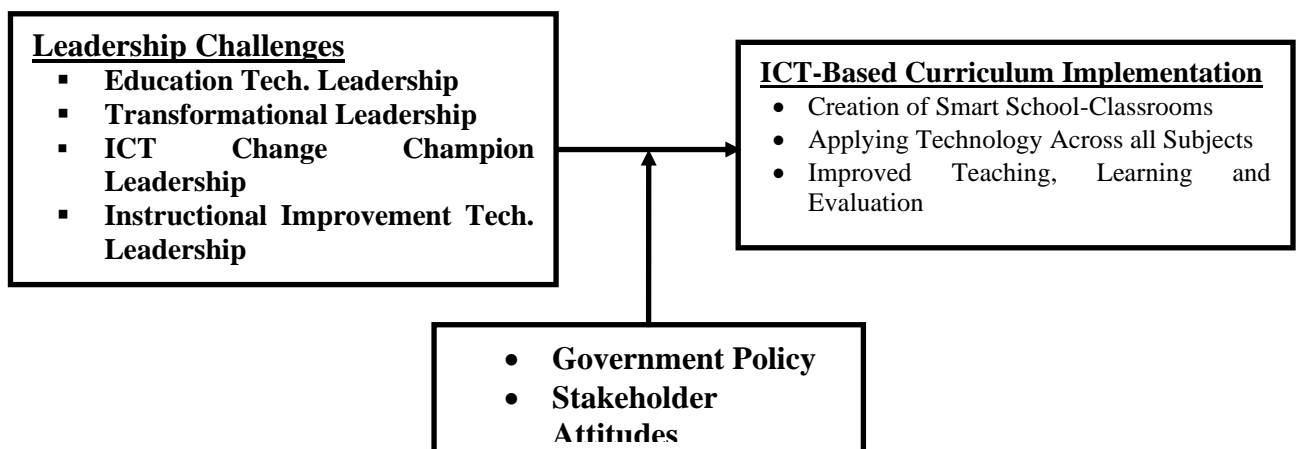 Leadership Challenges
▪ Education Tech. Leadership
▪ Transformational Leadership
▪ ICT Change Champion
Leadership
▪ Instructional Improvement Tech.
Leadership
ICT-Based Curriculum Implementation
• Creation of Smart School-Classrooms
• Applying Technology Across all Subjects
• Improved Teaching, Learning and
Evaluation
• Government Policy
• Stakeholder
Attitudes